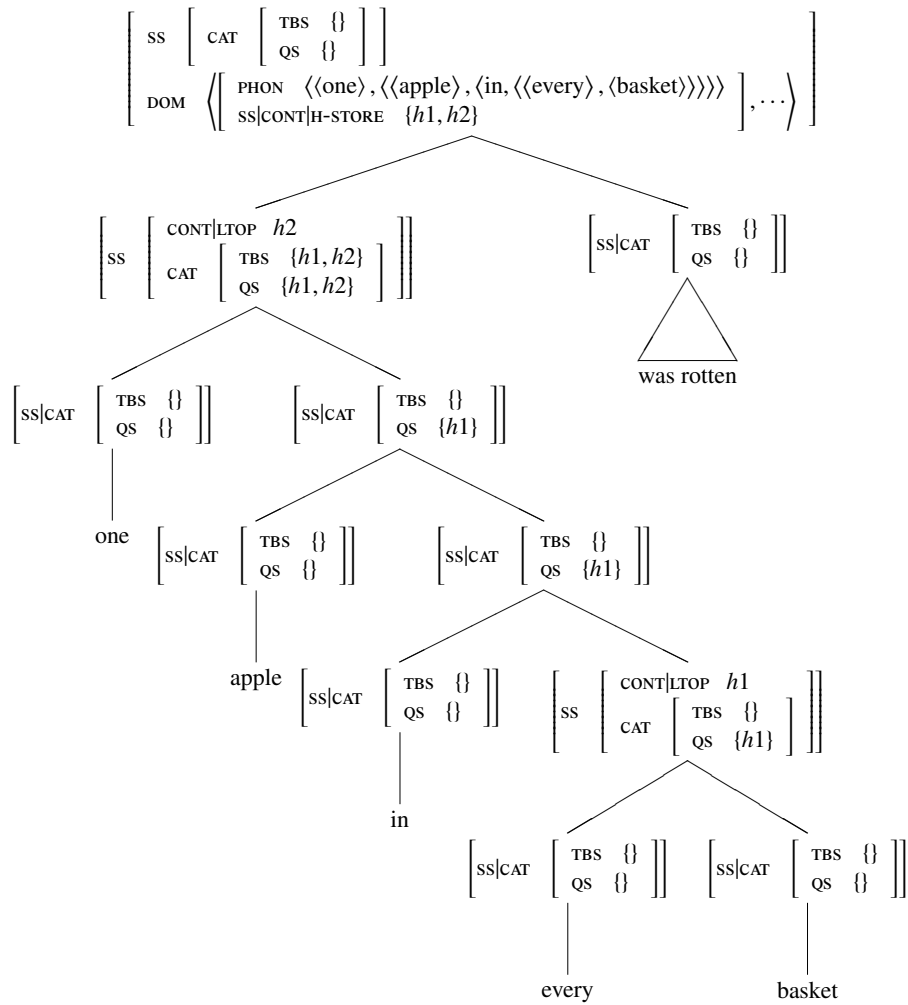 SS [ CAT [ TBS {}
QS {} ] ]
DOM ⟨[ PHON ⟨⟨one⟩, ⟨⟨apple⟩, ⟨in, ⟨⟨every⟩, ⟨basket⟩⟩⟩⟩⟩
SS|CONT|H-STORE {h1, h2} ], ⋯⟩
CONT|LTOP h2
SS CAT [ TBS {h1, h2}
QS {h1, h2} ]
SS|CAT [ TBS {}
QS {} ]
was rotten
SS|CAT [ TBS {}
QS {} ]
SS|CAT [ TBS {}
QS {h1} ]
one
SS|CAT [ TBS {}
QS {} ]
SS|CAT [ TBS {}
QS {h1} ]
apple
SS|CAT [ TBS {}
QS {} ]
CONT|LTOP h1
SS CAT [ TBS {}
QS {h1} ]
in
SS|CAT [ TBS {}
QS {} ]
SS|CAT [ TBS {}
QS {} ]
every
basket